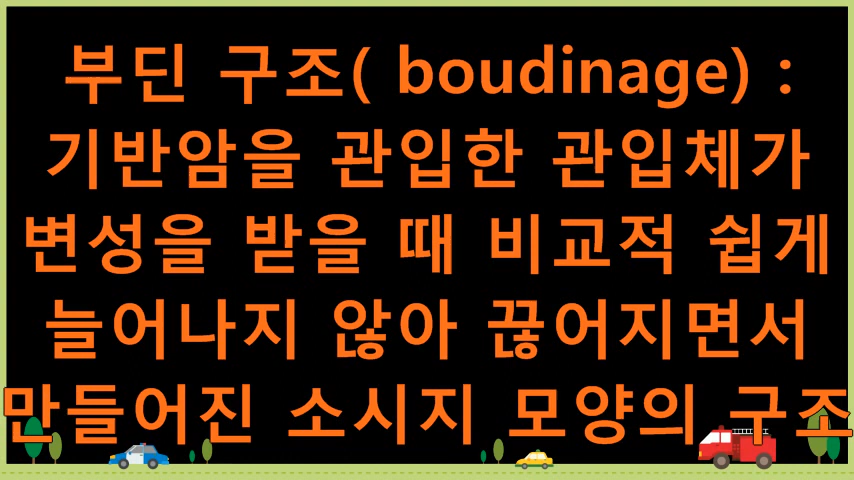 부딘 구조( boudinage) :
기반암을 관입한 관입체가
변성을 받을 때 비교적 쉽게
늘어나지 않아 끊어지면서
만들어진 소시지 모양의 구조